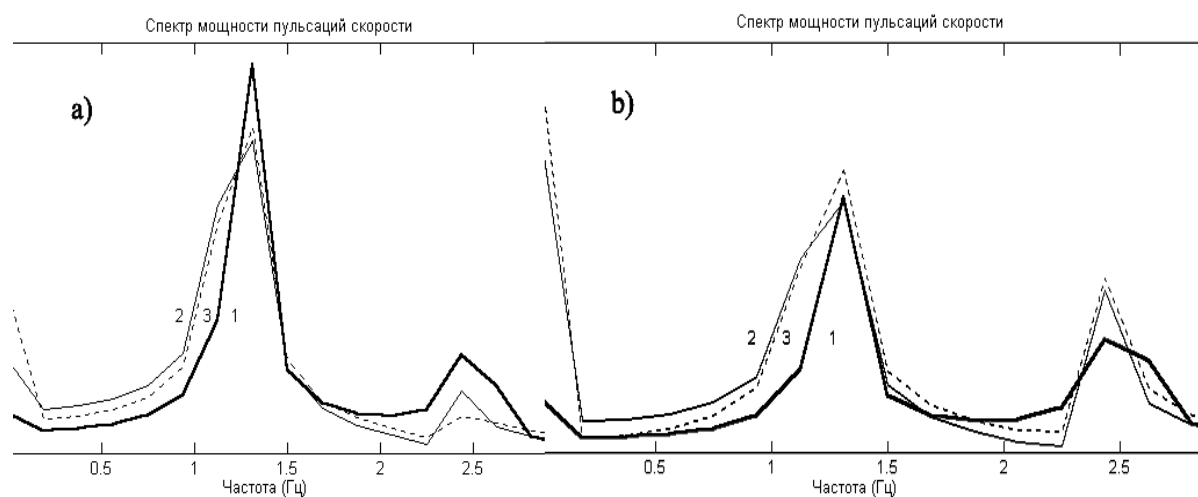 Спектр мощности пульсаций скорости
a)
2 3 1
0.5 1 1.5 2 2.5
Частота (Гц)
Спектр мощности пульсаций скорости
b)
2 3 1
0.5 1 1.5 2 2.5
Частота (Гц)